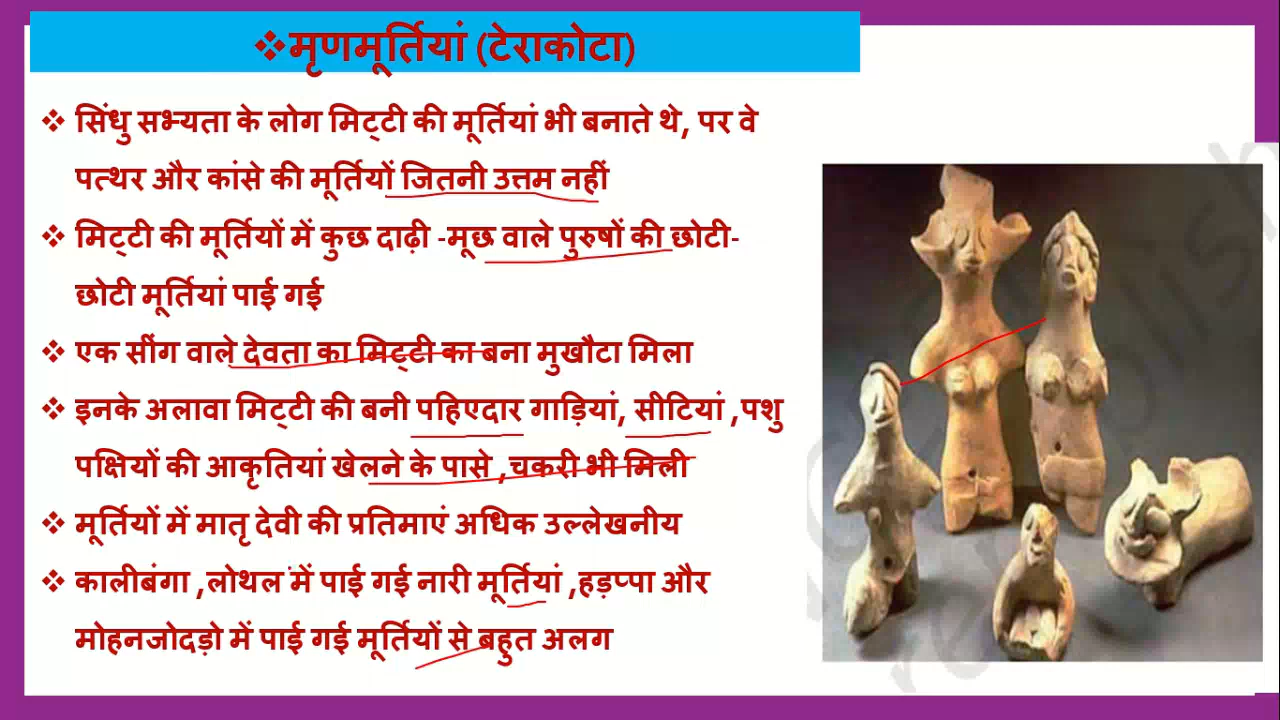 ❖मृणमूर्तियां (टेराकोटा)
❖ सिंधु सभ्यता के लोग मिट्टी की मूर्तियां भी बनाते थे, पर वे
पत्थर और कांसे की मूर्तियों जितनी उत्तम नहीं
❖ मिट्टी की मूर्तियों में कुछ दाढ़ी -मूछ वाले पुरुषों की छोटी-
छोटी मूर्तियां पाई गई
❖ एक सींग वाले देवता का मिट्टी का बना मुखौटा मिला
❖ इनके अलावा मिट्टी की बनी पहिएदार गाड़ियां, सीटियां ,पशु
पक्षियों की आकृतियां खेलने के पासे ,चकरी भी मिली
❖ मूर्तियों में मातृ देवी की प्रतिमाएं अधिक उल्लेखनीय
❖ कालीबंगा ,लोथल में पाई गई नारी मूर्तियां ,हड़प्पा और
मोहनजोदड़ो में पाई गई मूर्तियों से बहुत अलग